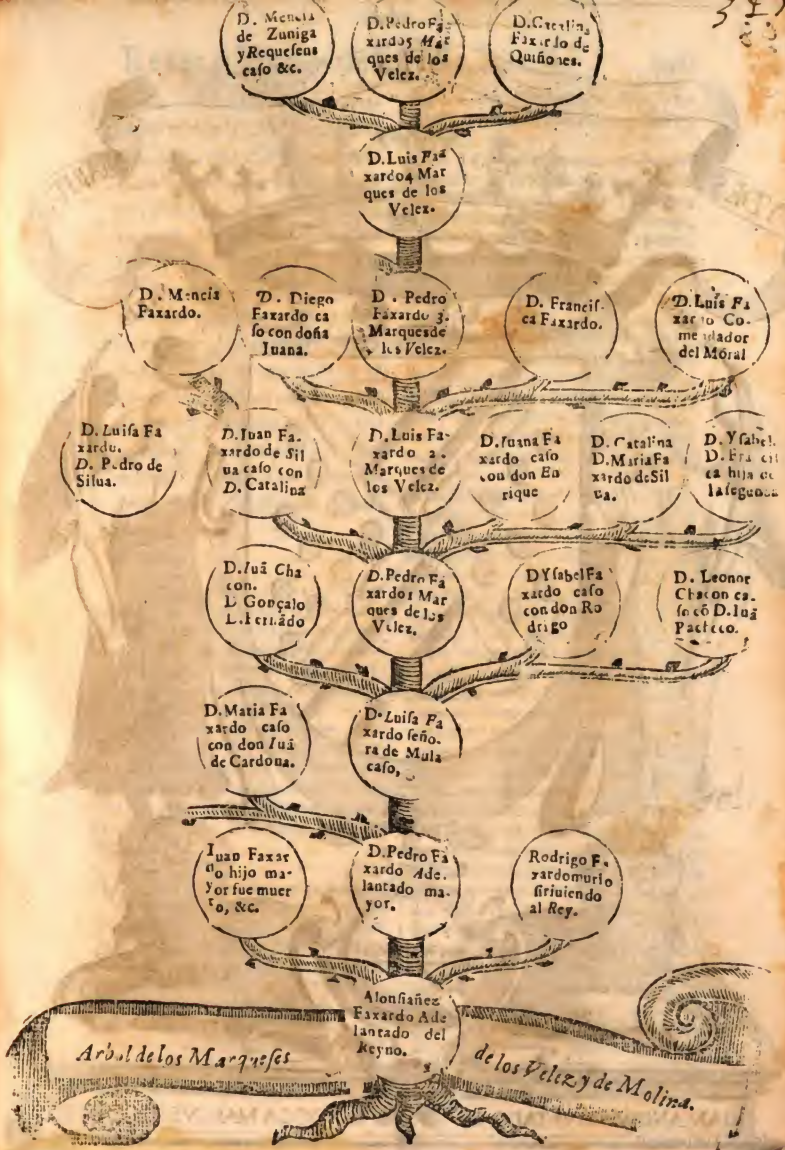 D. Mencia
de Zuniga
y Requesens
caso &c.
D. Pedro Fa
xardo 5 Mar
ques de los
Velez.
D. Catalina
Faxardo de
Quiñones.
D. Luis Fa
xardo 4 Mar
ques de los
Velez.
D. Mencia
Faxardo.
D. Diego
Faxardo ca
so con doña
Juana.
D. Pedro
Faxardo 3.
Marques de
los Velez.
D. Francis-
ca Faxardo.
D. Luis Fa
xardo Co-
mendador
del Moral
D. Luisa Fa
xardo.
D. Pedro de
Silua.
D. Iuan Fa-
xardo de Sil
ua caso con
D. Catalina
D. Luis Fa-
xardo 2.
Marques de
los Velez.
D. Iuana Fa
xardo caso
con don En
rique
D. Catalina
D. Maria Fa
xardo de Sil
ua.
D. Ysabel.
D. Fra cis
ca hija de
la segunda
D. Iuã Cha
con.
D. Gonçalo
D. Fernãdo
D. Pedro Fa
xardo 1 Mar
ques de los
Velez.
D Ysabel Fa
xardo caso
con don Ro
drigo
D. Leonor
Chacon ca-
so cõ D. Iuã
Pacheco.
D. Maria Fa
xardo caso
con don Iuã
de Cardona.
D. Luisa Fa
xardo seño-
ra de Mula
caso,
Iuan Faxar
do hijo ma-
yor fue muer
to, &c.
D. Pedro Fa
xardo Ade-
lantado ma-
yor.
Rodrigo Fa
xardo murio
siriuiendo
al Rey.
Alonsiañez
Faxardo Ade
lantado del
Reyno.
Arbol de los Marqueses
de los Velez y de Molina.